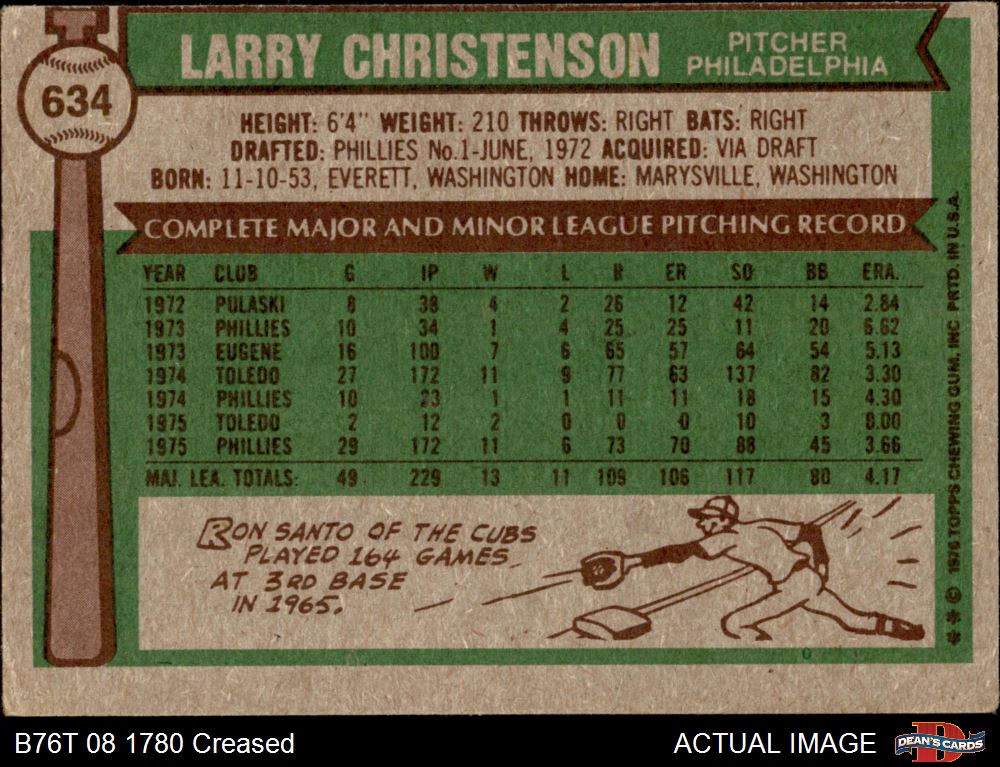 LARRY CHRISTENSON
PITCHER
PHILADELPHIA
634
HEIGHT: 6'4" WEIGHT: 210 THROWS: RIGHT BATS: RIGHT
DRAFTED: PHILLIES No.1-JUNE, 1972 ACQUIRED: VIA DRAFT
BORN: 11-10-53, EVERETT, WASHINGTON HOME: MARYSVILLE, WASHINGTON
COMPLETE MAJOR AND MINOR LEAGUE PITCHING RECORD
YEAR CLUB G IP W L R ER SO BB ERA.
1972 PULASKI 8 38 4 2 26 12 42 14 2.84
1973 PHILLIES 10 34 1 4 25 25 11 20 6.62
1973 EUGENE 16 100 7 6 65 57 64 54 5.13
1974 TOLEDO 27 172 11 9 77 63 137 82 3.30
1974 PHILLIES 10 23 1 1 11 11 18 15 4.30
1975 TOLEDO 2 12 2 0 0 0 10 3 0.00
1975 PHILLIES 29 172 11 6 73 70 88 45 3.66
MAJ. LEA. TOTALS: 49 229 13 11 109 106 117 80 4.17
RON SANTO OF THE CUBS
PLAYED 164 GAMES
AT 3RD BASE
IN 1965.
** © 1976 TOPPS CHEWING GUM, INC PRTD. IN U.S.A.
B76T 08 1780 Creased
ACTUAL IMAGE
D
DEAN'S CARDS